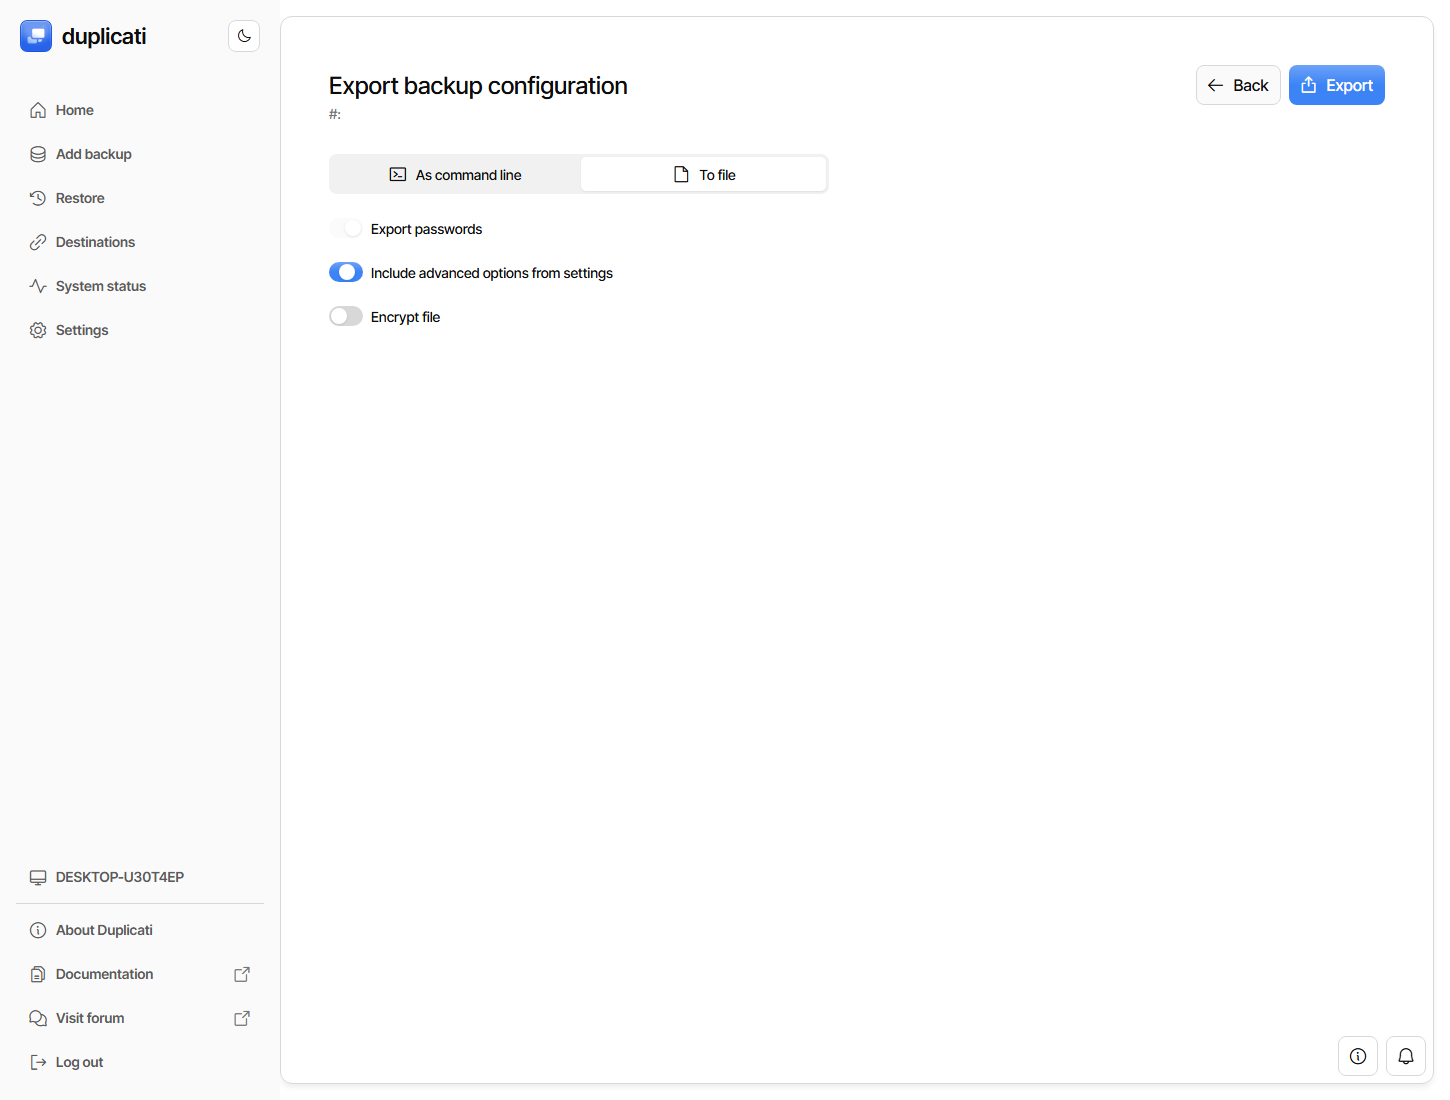 duplicati
Home
Add backup
Restore
Destinations
System status
Settings
DESKTOP-U30T4EP
About Duplicati
Documentation
Visit forum
Log out
Export backup configuration
#:
Back
Export
As command line
To file
Export passwords
Include advanced options from settings
Encrypt file